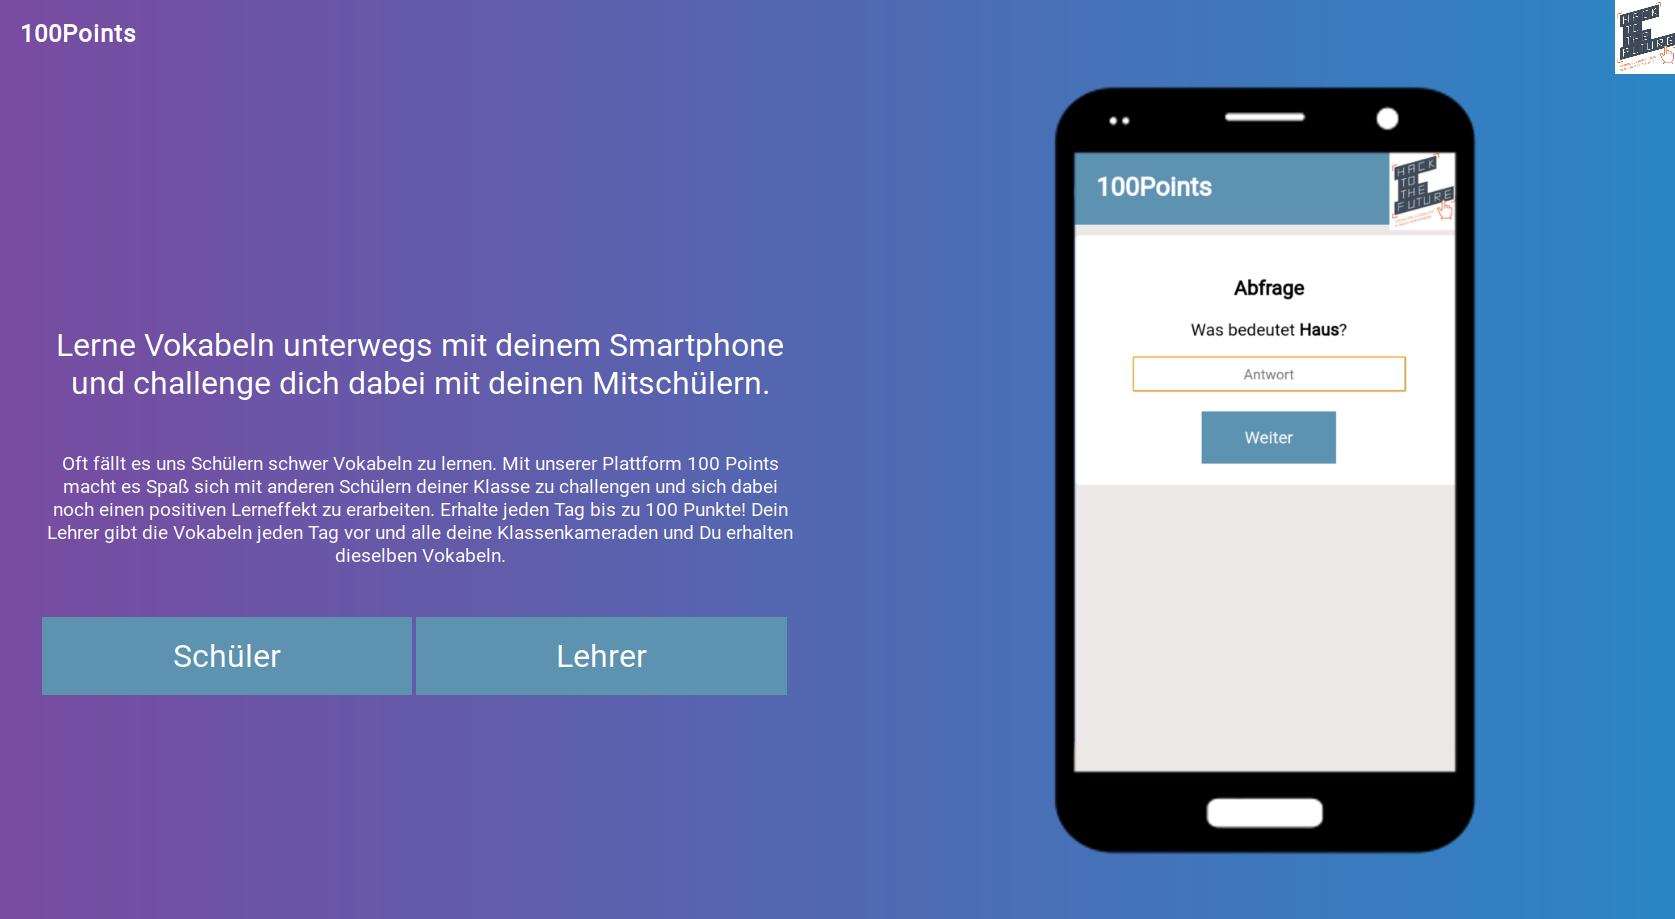 100Points
HACK
TO
THE
FUTURE
Lerne Vokabeln unterwegs mit deinem Smartphone
und challenge dich dabei mit deinen Mitschülern.
Oft fällt es uns Schülern schwer Vokabeln zu lernen. Mit unserer Plattform 100 Points
macht es Spaß sich mit anderen Schülern deiner Klasse zu challengen und sich dabei
noch einen positiven Lerneffekt zu erarbeiten. Erhalte jeden Tag bis zu 100 Punkte! Dein
Lehrer gibt die Vokabeln jeden Tag vor und alle deine Klassenkameraden und Du erhalten
dieselben Vokabeln.
Schüler
Lehrer
100Points
HACK
TO
THE
FUTURE
Abfrage
Was bedeutet Haus?
Antwort
Weiter